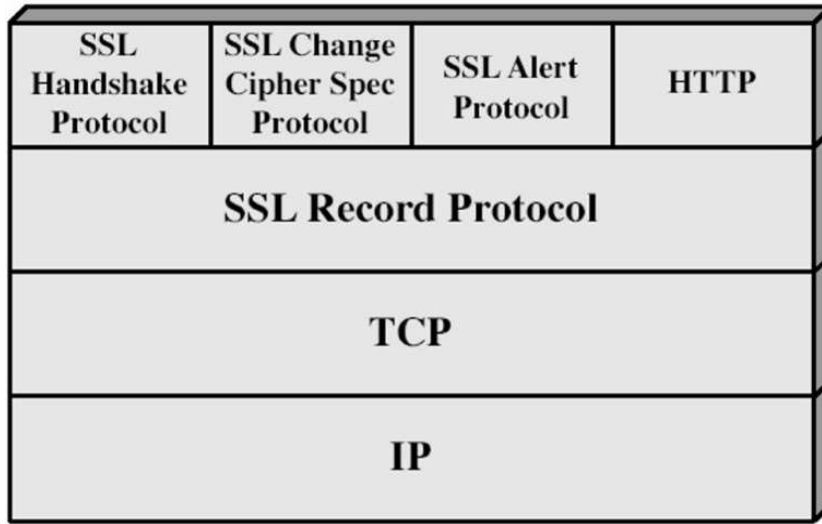 SSL
Handshake
Protocol
SSL Change
Cipher Spec
Protocol
SSL Alert
Protocol
HTTP
SSL Record Protocol
TCP
IP